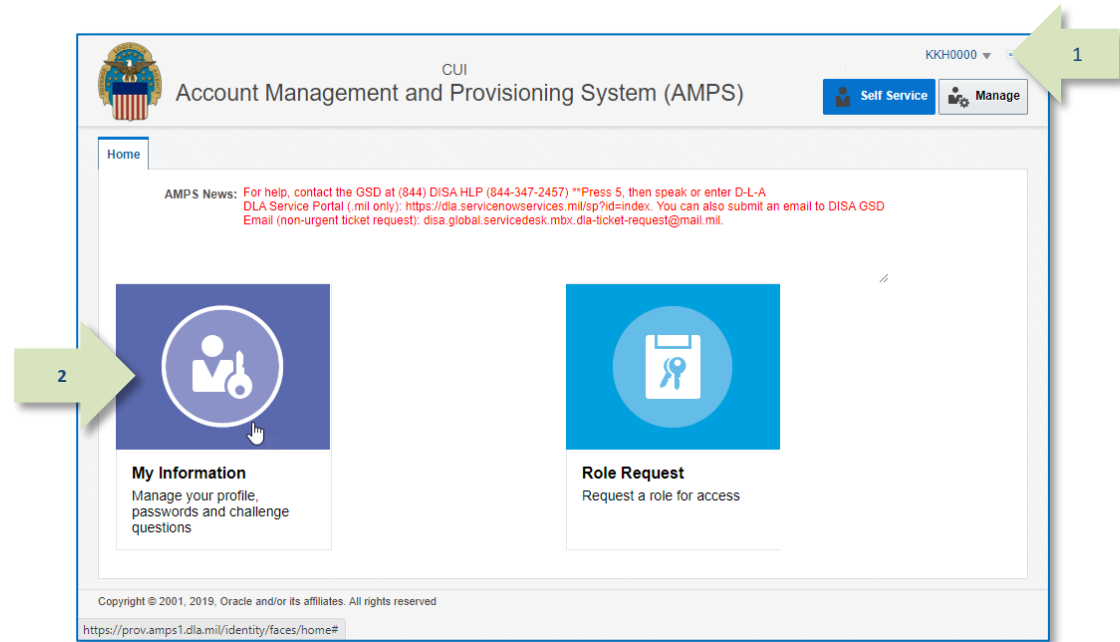 CUI
Account Management and Provisioning System (AMPS)
KKH0000
1
Self Service
Manage
Home
AMPS News: For help, contact the GSD at (844) DISA HLP (844-347-2457) **Press 5, then speak or enter D-L-A
DLA Service Portal (.mil only): https://dla.servicenowservices.mil/sp?id=index. You can also submit an email to DISA GSD
Email (non-urgent ticket request): disa.global.servicedesk.mbx.dla-ticket-request@mail.mil.
2
My Information
Manage your profile,
passwords and challenge
questions
Role Request
Request a role for access
Copyright © 2001, 2019, Oracle and/or its affiliates. All rights reserved
https://prov.amps1.dla.mil/identity/faces/home#